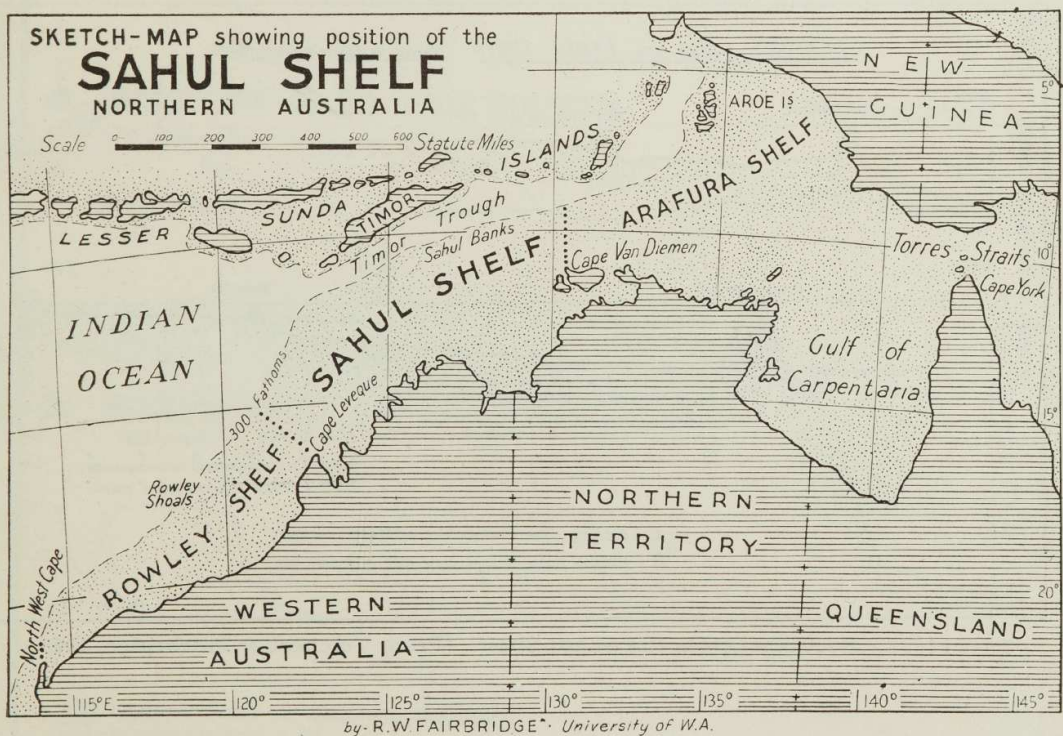 SKETCH-MAP showing position of the
SAHUL SHELF
NORTHERN AUSTRALIA
Scale 0 100 200 300 400 500 600 Statute Miles
NEW
GUINEA
5°
AROE Is
ISLANDS
ARAFURA SHELF
LESSER
SUNDA
TIMOR
Timor Trough
Sahul Banks
SAHUL SHELF
Cape Van Diemen
Torres Straits
10°
Cape York
INDIAN
OCEAN
Gulf of
Carpentaria
300 Fathoms
Cape Leveque
15°
Rowley
Shoals
ROWLEY SHELF
North West Cape
NORTHERN
TERRITORY
20°
WESTERN
AUSTRALIA
QUEENSLAND
115°E 120° 125° 130° 135° 140° 145°
by- R.W. FAIRBRIDGE · University of W.A.